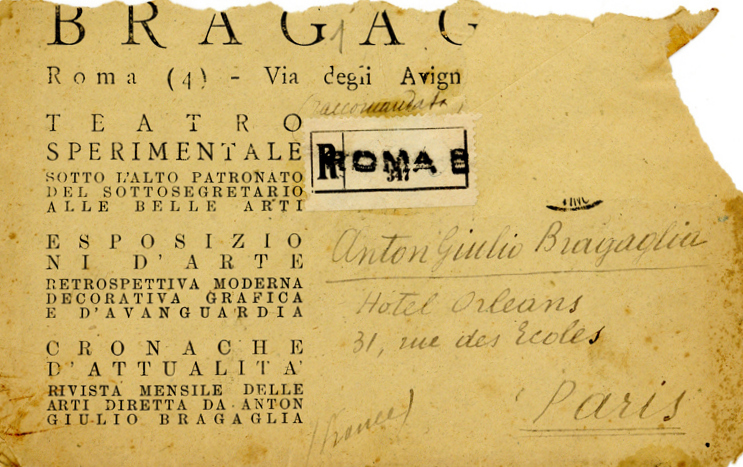 BRAGAG
Roma (4) - Via degli Avign
Raccomandata
TEATRO
SPERIMENTALE
SOTTO L'ALTO PATRONATO
DEL SOTTOSEGRETARIO
ALLE BELLE ARTI
R ROMA 8
347
ESPOSIZIO
NI D'ARTE
RETROSPETTIVA MODERNA
DECORATIVA GRAFICA
E D'AVANGUARDIA
CRONACHE
D'ATTUALITA'
RIVISTA MENSILE DELLE
ARTI DIRETTA DA ANTON
GIULIO BRAGAGLIA
Anton Giulio Bragaglia
Hotel Orleans
31, rue des Ecoles
Paris
(France)